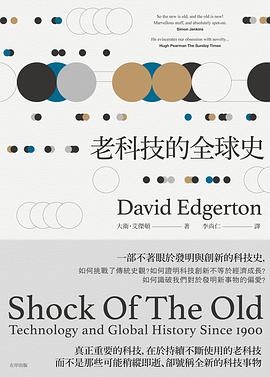 So the new is old, and the old is new!
Marvellous stuff, and absolutely spot-on.
Simon Jenkins
He eviscerates our obsession with novelty...
Hugh Pearman The Sunday Times
老科技的全球史
David Edgerton
大衛·艾傑頓——著 李尚仁——譯
一部不著眼於發明與創新的科技史，
如何挑戰了傳統史觀？如何證明科技創新不等於經濟成長？
如何識破我們對於發明新事物的偏愛？
Shock Of The Old
Technology and Global History Since 1900
真正重要的科技，在於持續不斷使用的老科技
而不是那些可能稍縱即逝、卻號稱全新的科技事物
左岸出版